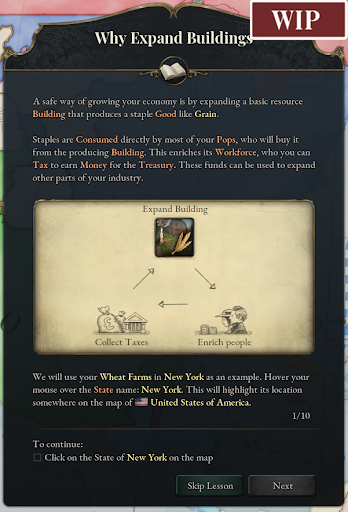 WIP
Why Expand Buildings
A safe way of growing your economy is by expanding a basic resource
Building that produces a staple Good like Grain.
Staples are Consumed directly by most of your Pops, who will buy it
from the producing Building. This enriches its Workforce, who you can
Tax to earn Money for the Treasury. These funds can be used to expand
other parts of your industry.
Expand Building
Collect Taxes
Enrich people
We will use your Wheat Farms in New York as an example. Hover your
mouse over the State name: New York. This will highlight its location
somewhere on the map of United States of America.
1/10
To continue:
Click on the State of New York on the map
Skip Lesson
Next